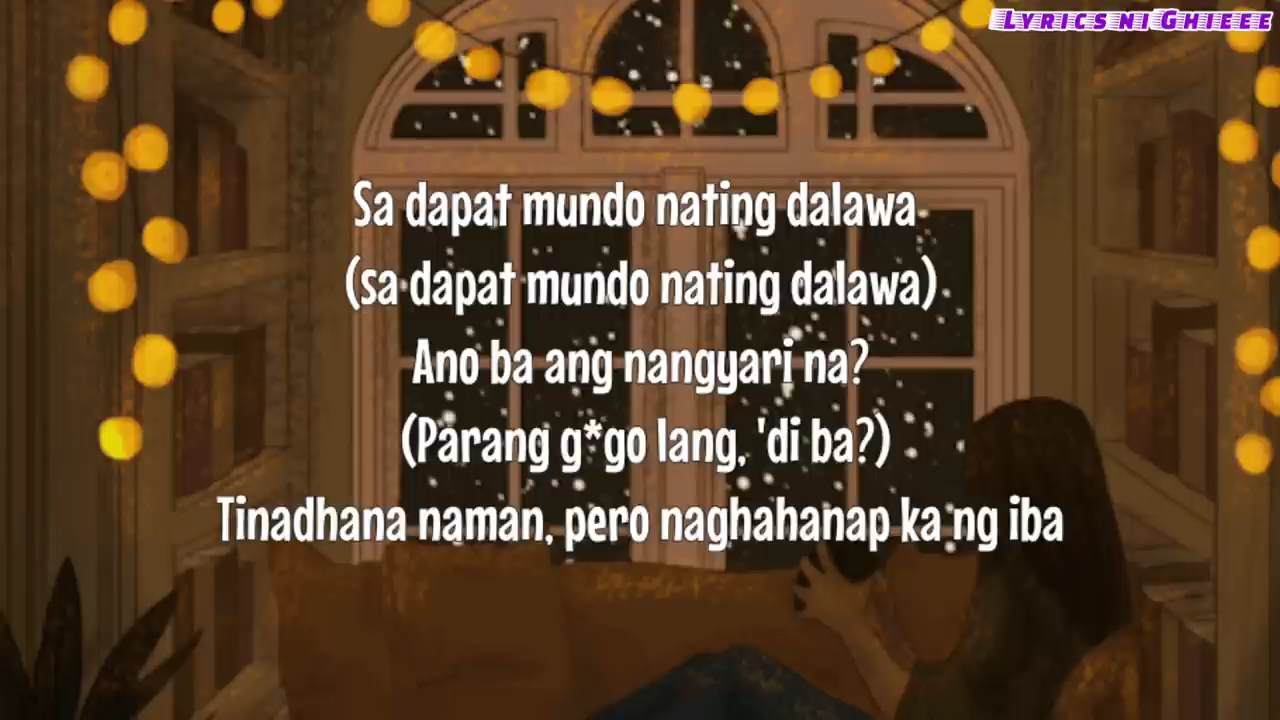 LYRICS NI GHIEEE
Sa dapat mundo nating dalawa
(sa dapat mundo nating dalawa)
Ano ba ang nangyari na?
(Parang g*go lang, 'di ba?)
Tinadhana naman, pero naghahanap ka ng iba